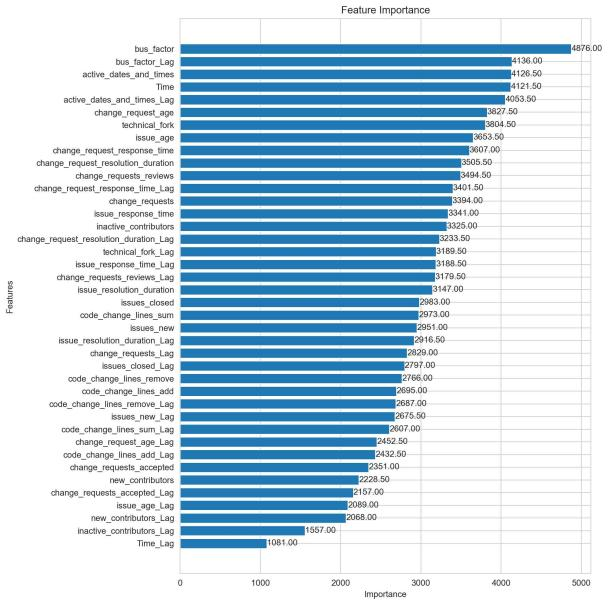 Feature Importance
Features
bus_factor 4876.00
bus_factor_Lag 4136.00
active_dates_and_times 4126.50
Time 4121.50
active_dates_and_times_Lag 4053.50
change_request_age 3827.50
technical_fork 3804.50
issue_age 3653.50
change_request_response_time 3607.00
change_request_resolution_duration 3505.50
change_requests_reviews 3494.50
change_request_response_time_Lag 3401.50
change_requests 3394.00
issue_response_time 3341.00
inactive_contributors 3325.00
change_request_resolution_duration_Lag 3233.50
technical_fork_Lag 3189.50
issue_response_time_Lag 3188.50
change_requests_reviews_Lag 3179.50
issue_resolution_duration 3147.00
issues_closed 2983.00
code_change_lines_sum 2973.00
issues_new 2951.00
issue_resolution_duration_Lag 2916.50
change_requests_Lag 2829.00
issues_closed_Lag 2797.00
code_change_lines_remove 2766.00
code_change_lines_add 2695.00
code_change_lines_remove_Lag 2687.00
issues_new_Lag 2675.50
code_change_lines_sum_Lag 2607.00
change_request_age_Lag 2452.50
code_change_lines_add_Lag 2432.50
change_requests_accepted 2351.00
new_contributors 2228.50
change_requests_accepted_Lag 2157.00
issue_age_Lag 2089.00
new_contributors_Lag 2068.00
inactive_contributors_Lag 1557.00
Time_Lag 1081.00
0 1000 2000 3000 4000 5000
Importance